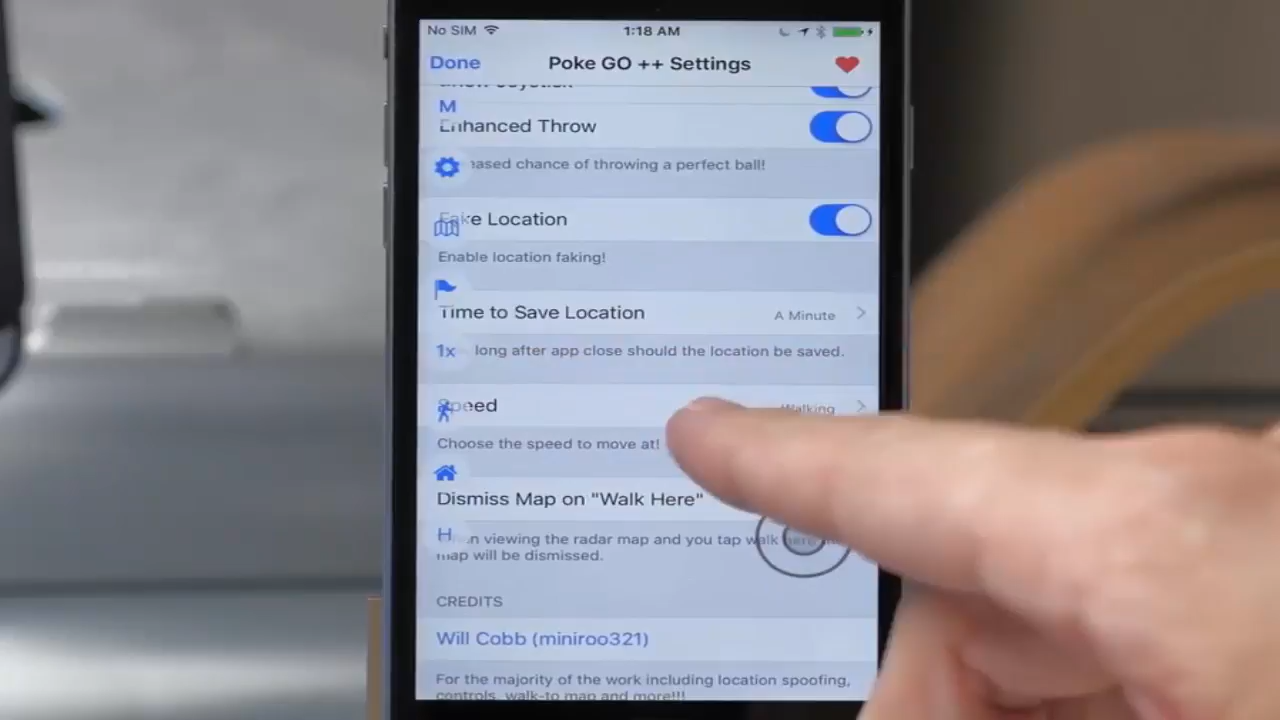 No SIM 1:18 AM
Done Poke GO ++ Settings
M
Enhanced Throw
ased chance of throwing a perfect ball!
Fake Location
Enable location faking!
Time to Save Location A Minute
1x long after app close should the location be saved.
Speed Walking
Choose the speed to move at!
Dismiss Map on "Walk Here"
H n viewing the radar map and you tap walk here
map will be dismissed.
CREDITS
Will Cobb (miniroo321)
For the majority of the work including location spoofing,
controls, walk-to map and more!!!